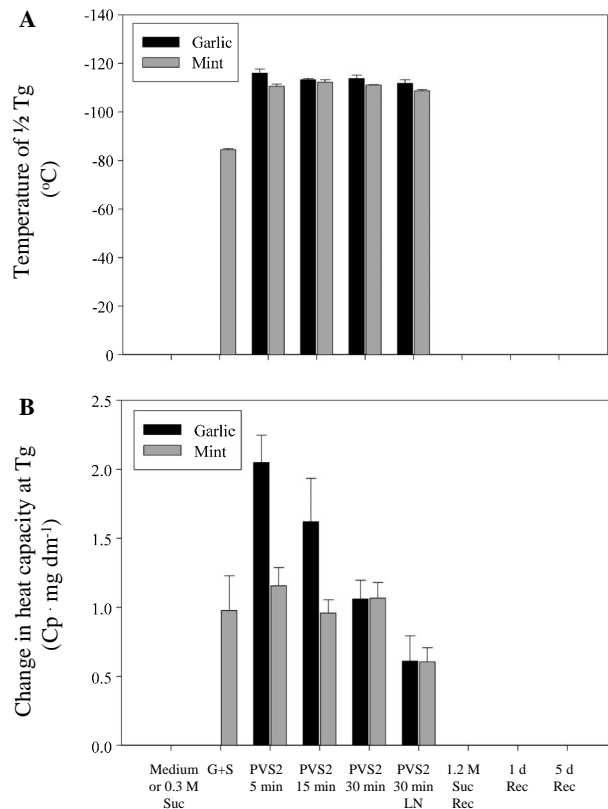 A
-140
-120
-100
-80
-60
-40
-20
0
Temperature of ½ Tg
(ºC)
Garlic
Mint
B
2.5
2.0
1.5
1.0
0.5
0.0
Change in heat capacity at Tg
(Cp · mg dm⁻¹)
Garlic
Mint
Medium
or 0.3 M
Suc
G+S
PVS2
5 min
PVS2
15 min
PVS2
30 min
PVS2
30 min
LN
1.2 M
Suc
Rec
1 d
Rec
5 d
Rec